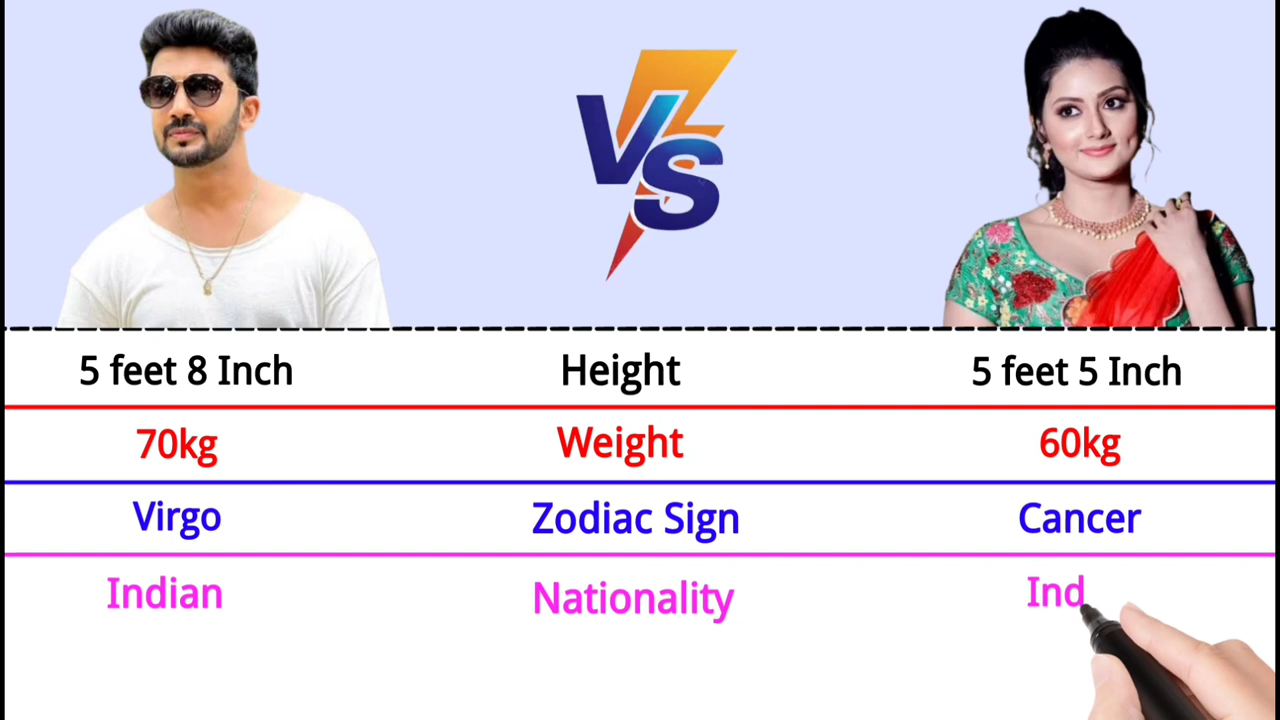 VS
5 feet 8 Inch Height 5 feet 5 Inch
70kg Weight 60kg
Virgo Zodiac Sign Cancer
Indian Nationality Ind